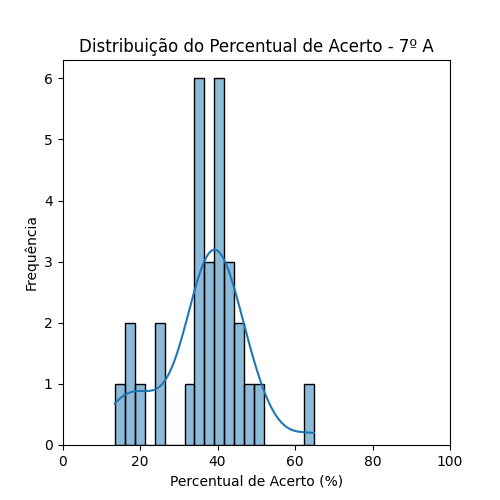 Distribuição do Percentual de Acerto - 7º A
Frequência
6
5
4
3
2
1
0
0 20 40 60 80 100
Percentual de Acerto (%)